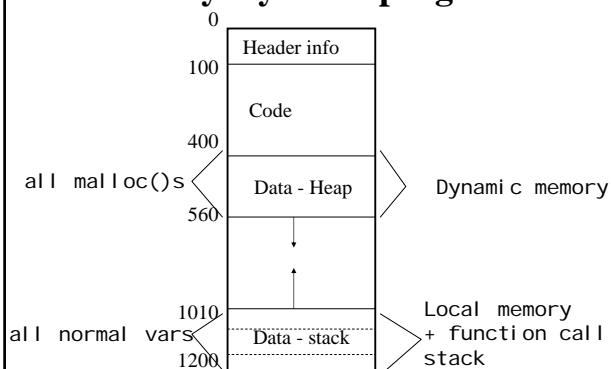 0
Header info
100
Code
400
all malloc()s
Data - Heap
Dynamic memory
560
1010
Local memory
all normal vars
Data - stack
+ function call
1200
stack